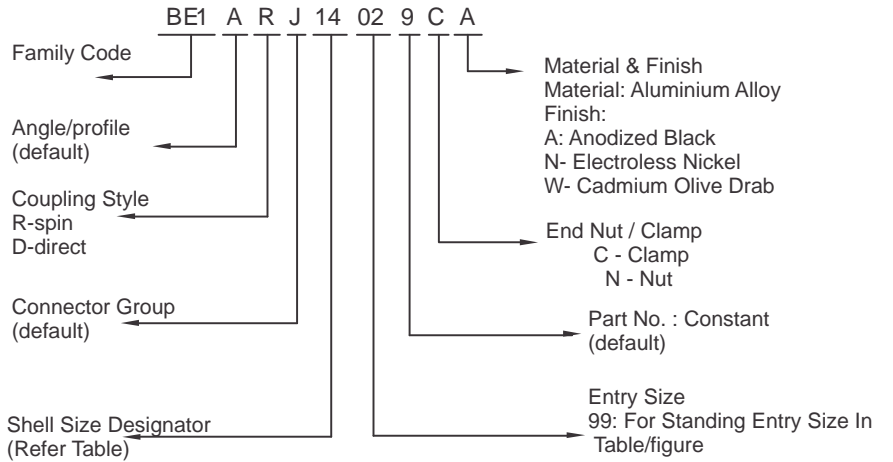 BE1 A R J 14 02 9 C A
Family Code
Angle/profile
(default)
Coupling Style
R-spin
D-direct
Connector Group
(default)
Shell Size Designator
(Refer Table)
Material & Finish
Material: Aluminium Alloy
Finish:
A: Anodized Black
N- Electroless Nickel
W- Cadmium Olive Drab
End Nut / Clamp
C - Clamp
N - Nut
Part No. : Constant
(default)
Entry Size
99: For Standing Entry Size In
Table/figure